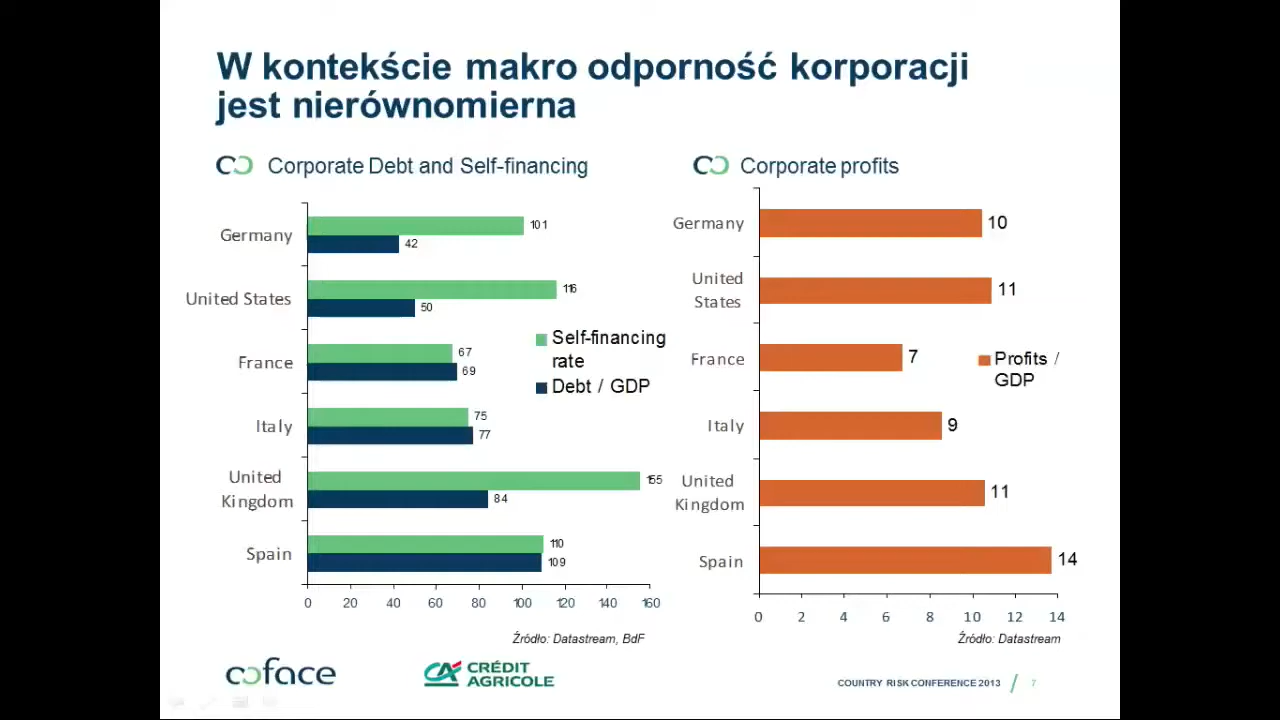 W kontekście makro odporność korporacji
jest nierównomierna
Corporate Debt and Self-financing
Germany
101
42
United States
116
50
France
67
69
Italy
75
77
United
Kingdom
155
84
Spain
110
109
Self-financing
rate
Debt / GDP
0 20 40 60 80 100 120 140 160
Źródło: Datastream, BdF
Corporate profits
Germany
10
United
States
11
France
7
Italy
9
United
Kingdom
11
Spain
14
Profits /
GDP
0 2 4 6 8 10 12 14
Źródło: Datastream
coface
CA CRÉDIT
AGRICOLE
COUNTRY RISK CONFERENCE 2013 / 7